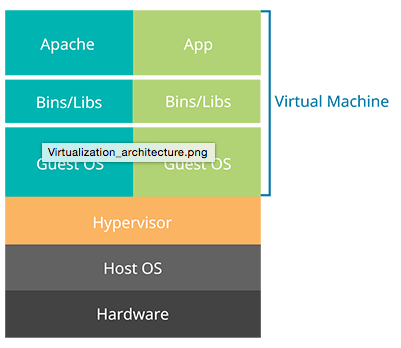 Apache
App
Bins/Libs
Bins/Libs
Virtual Machine
Virtualization_architecture.png
Guest OS
Guest OS
Hypervisor
Host OS
Hardware